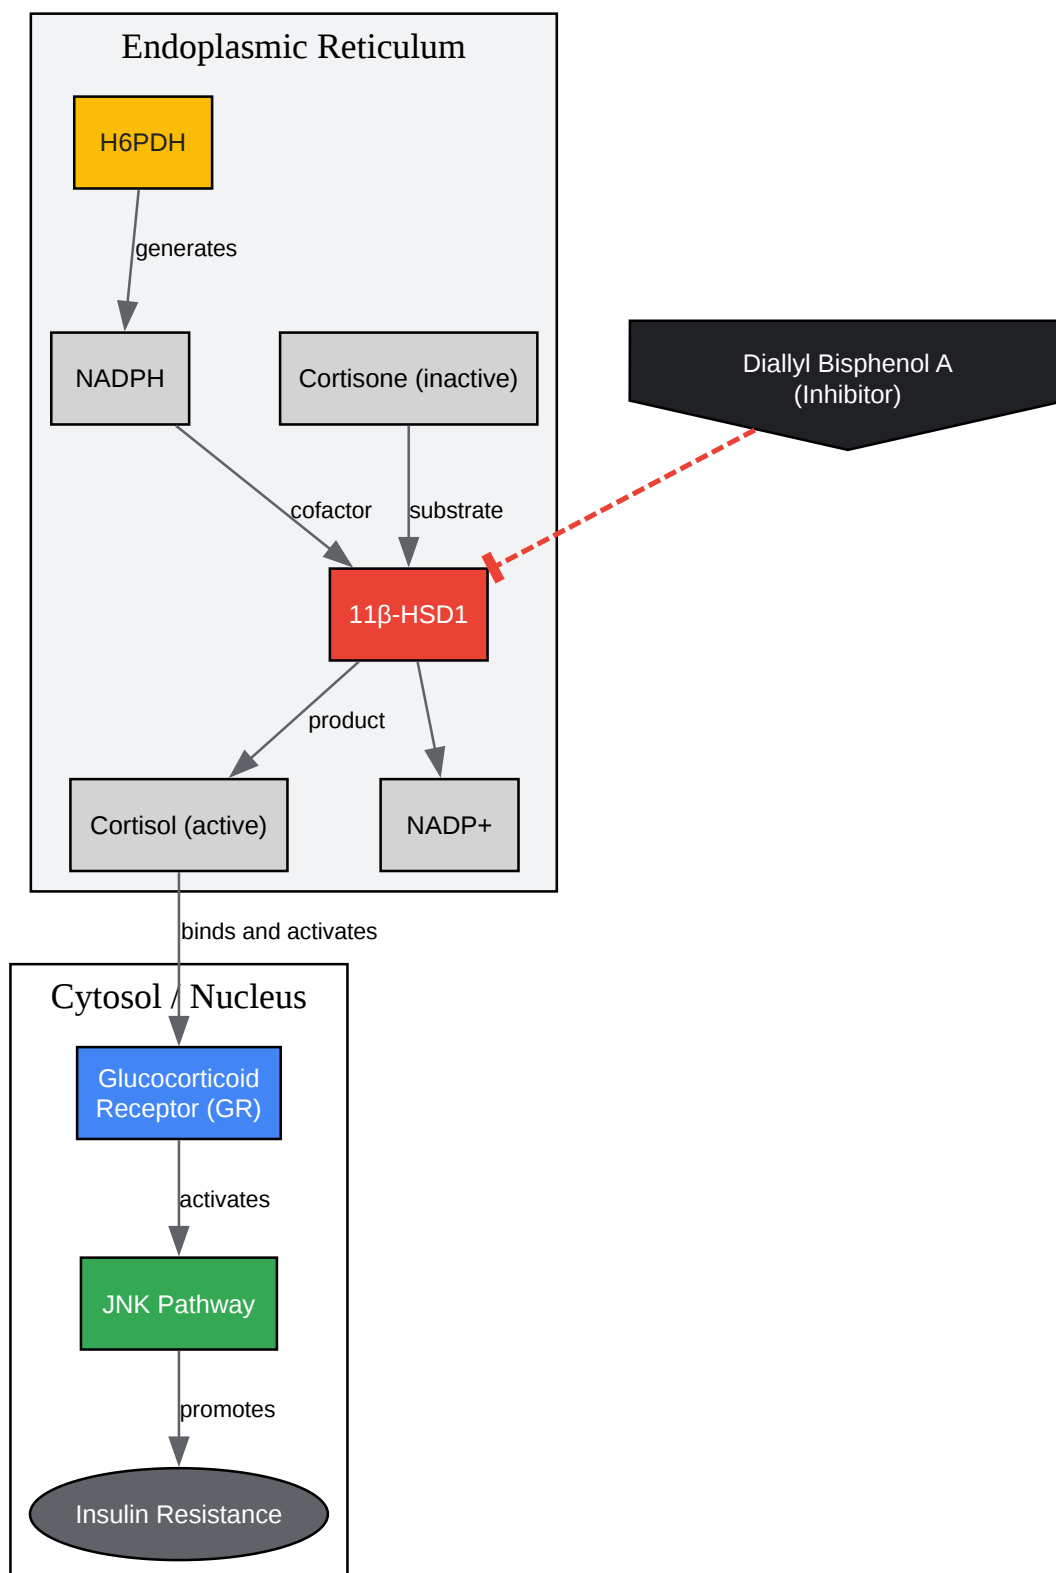 Endoplasmic Reticulum
H6PDH
generates
NADPH
Cortisone (inactive)
Diallyl Bisphenol A
(Inhibitor)
cofactor
substrate
11β-HSD1
product
Cortisol (active)
NADP+
binds and activates
Cytosol / Nucleus
Glucocorticoid
Receptor (GR)
activates
JNK Pathway
promotes
Insulin Resistance